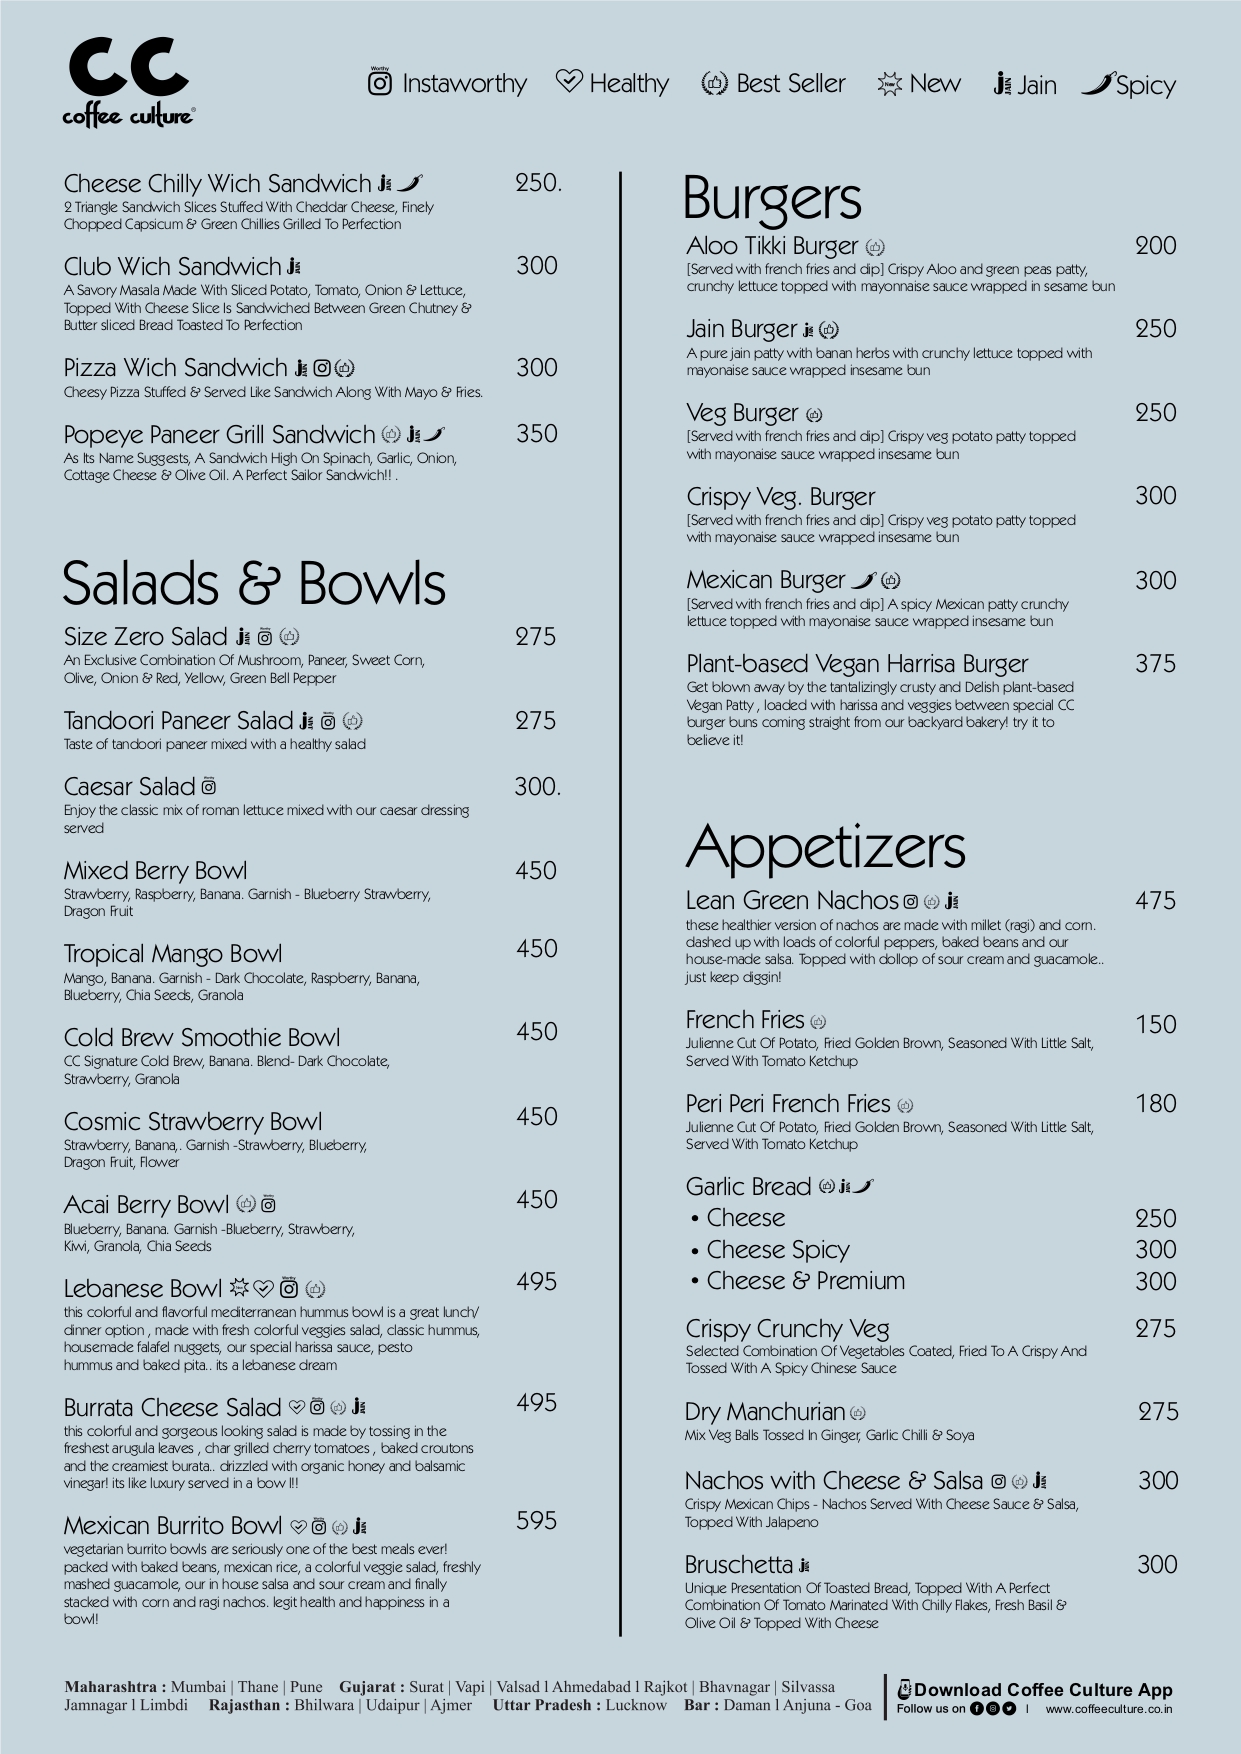 CC
coffee culture®
Worthy
Instaworthy
Healthy
Best Seller
New
New
JAIN
Jain
Spicy
Cheese Chilly Wich Sandwich 250.
2 Triangle Sandwich Slices Stuffed With Cheddar Cheese, Finely
Chopped Capsicum & Green Chillies Grilled To Perfection
Club Wich Sandwich 300
A Savory Masala Made With Sliced Potato, Tomato, Onion & Lettuce,
Topped With Cheese Slice Is Sandwiched Between Green Chutney &
Butter sliced Bread Toasted To Perfection
Pizza Wich Sandwich 300
Cheesy Pizza Stuffed & Served Like Sandwich Along With Mayo & Fries.
Popeye Paneer Grill Sandwich 350
As Its Name Suggests, A Sandwich High On Spinach, Garlic, Onion,
Cottage Cheese & Olive Oil. A Perfect Sailor Sandwich!! .
Salads & Bowls
Size Zero Salad 275
An Exclusive Combination Of Mushroom, Paneer, Sweet Corn,
Olive, Onion & Red, Yellow, Green Bell Pepper
Tandoori Paneer Salad 275
Taste of tandoori paneer mixed with a healthy salad
Caesar Salad 300.
Enjoy the classic mix of roman lettuce mixed with our caesar dressing
served
Mixed Berry Bowl 450
Strawberry, Raspberry, Banana. Garnish - Blueberry Strawberry,
Dragon Fruit
Tropical Mango Bowl 450
Mango, Banana. Garnish - Dark Chocolate, Raspberry, Banana,
Blueberry, Chia Seeds, Granola
Cold Brew Smoothie Bowl 450
CC Signature Cold Brew, Banana. Blend- Dark Chocolate,
Strawberry, Granola
Cosmic Strawberry Bowl 450
Strawberry, Banana,. Garnish -Strawberry, Blueberry,
Dragon Fruit, Flower
Acai Berry Bowl 450
Blueberry, Banana. Garnish -Blueberry, Strawberry,
Kiwi, Granola, Chia Seeds
Lebanese Bowl 495
this colorful and flavorful mediterranean hummus bowl is a great lunch/
dinner option , made with fresh colorful veggies salad, classic hummus,
housemade falafel nuggets, our special harissa sauce, pesto
hummus and baked pita.. its a lebanese dream
Burrata Cheese Salad 495
this colorful and gorgeous looking salad is made by tossing in the
freshest arugula leaves , char grilled cherry tomatoes , baked croutons
and the creamiest burata.. drizzled with organic honey and balsamic
vinegar! its like luxury served in a bow l!!
Mexican Burrito Bowl 595
vegetarian burrito bowls are seriously one of the best meals ever!
packed with baked beans, mexican rice, a colorful veggie salad, freshly
mashed guacamole, our in house salsa and sour cream and finally
stacked with corn and ragi nachos. legit health and happiness in a
bowl!
Burgers
Aloo Tikki Burger 200
[Served with french fries and dip] Crispy Aloo and green peas patty,
crunchy lettuce topped with mayonnaise sauce wrapped in sesame bun
Jain Burger 250
A pure jain patty with banan herbs with crunchy lettuce topped with
mayonaise sauce wrapped insesame bun
Veg Burger 250
[Served with french fries and dip] Crispy veg potato patty topped
with mayonaise sauce wrapped insesame bun
Crispy Veg. Burger 300
[Served with french fries and dip] Crispy veg potato patty topped
with mayonaise sauce wrapped insesame bun
Mexican Burger 300
[Served with french fries and dip] A spicy Mexican patty crunchy
lettuce topped with mayonaise sauce wrapped insesame bun
Plant-based Vegan Harrisa Burger 375
Get blown away by the tantalizingly crusty and Delish plant-based
Vegan Patty , loaded with harissa and veggies between special CC
burger buns coming straight from our backyard bakery! try it to
believe it!
Appetizers
Lean Green Nachos 475
these healthier version of nachos are made with millet (ragi) and corn.
dashed up with loads of colorful peppers, baked beans and our
house-made salsa. Topped with dollop of sour cream and guacamole..
just keep diggin!
French Fries 150
Julienne Cut Of Potato, Fried Golden Brown, Seasoned With Little Salt,
Served With Tomato Ketchup
Peri Peri French Fries 180
Julienne Cut Of Potato, Fried Golden Brown, Seasoned With Little Salt,
Served With Tomato Ketchup
Garlic Bread
• Cheese 250
• Cheese Spicy 300
• Cheese & Premium 300
Crispy Crunchy Veg 275
Selected Combination Of Vegetables Coated, Fried To A Crispy And
Tossed With A Spicy Chinese Sauce
Dry Manchurian 275
Mix Veg Balls Tossed In Ginger, Garlic Chilli & Soya
Nachos with Cheese & Salsa 300
Crispy Mexican Chips - Nachos Served With Cheese Sauce & Salsa,
Topped With Jalapeno
Bruschetta 300
Unique Presentation Of Toasted Bread, Topped With A Perfect
Combination Of Tomato Marinated With Chilly Flakes, Fresh Basil &
Olive Oil & Topped With Cheese
Maharashtra : Mumbai | Thane | Pune Gujarat : Surat | Vapi | Valsad l Ahmedabad l Rajkot | Bhavnagar | Silvassa
Jamnagar l Limbdi Rajasthan : Bhilwara | Udaipur | Ajmer Uttar Pradesh : Lucknow Bar : Daman l Anjuna - Goa
Download Coffee Culture App
Follow us on | www.coffeeculture.co.in